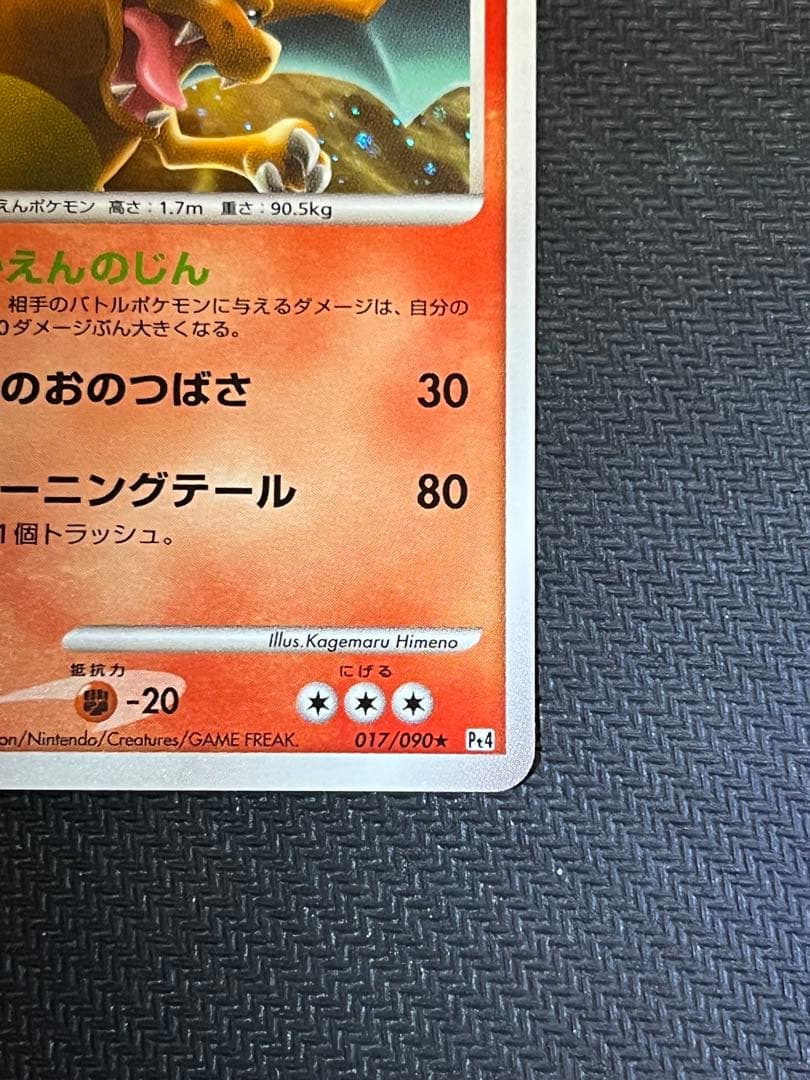 えんポケモン 高さ:1.7m 重さ:90.5kg
えんのじん
相手のバトルポケモンに与えるダメージは、自分の
0ダメージぶん大きくなる。
のおのつばさ 30
ーニングテール 80
1個トラッシュ。
Illus.Kagemaru Himeno
抵抗力 にげる
-20
on/Nintendo/Creatures/GAME FREAK. 017/090★ Pt4